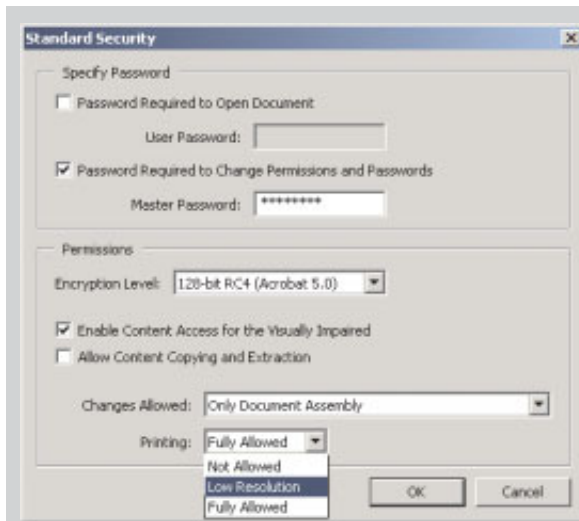 Standard Security
Specify Password
Password Required to Open Document
User Password:
Password Required to Change Permissions and Passwords
Master Password: ********
Permissions
Encryption Level: 128-bit RC4 (Acrobat 5.0)
Enable Content Access for the Visually Impaired
Allow Content Copying and Extraction
Changes Allowed: Only Document Assembly
Printing: Fully Allowed
Not Allowed
Low Resolution
Fully Allowed
OK Cancel